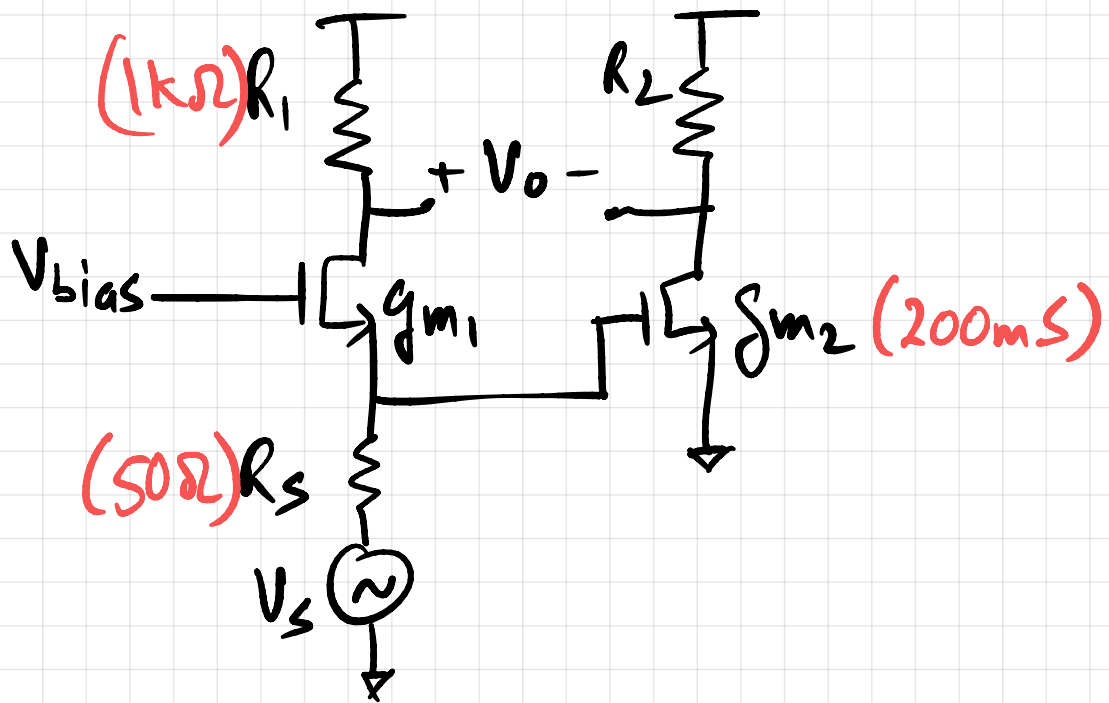 (1kΩ) R1
R2
+ Vo -
Vbias
gm1
gm2 (200mS)
(50Ω) Rs
Vs